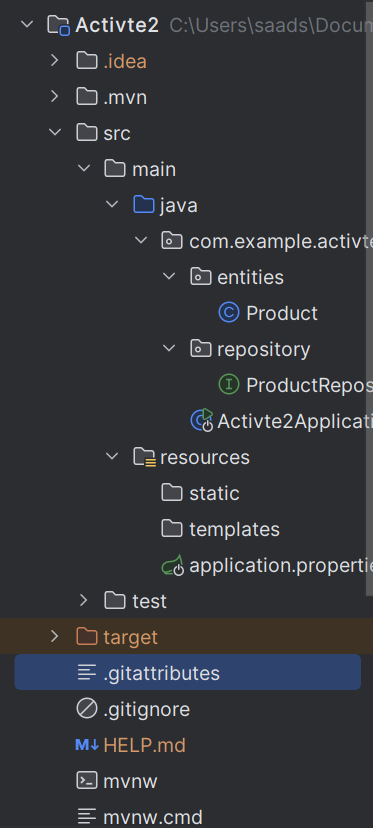 Activte2 C:\Users\saads\Docum
.idea
.mvn
src
main
java
com.example.activte
entities
Product
repository
ProductRepos
Activte2Applicati
resources
static
templates
application.propertie
test
target
.gitattributes
.gitignore
M↓ HELP.md
mvnw
mvnw.cmd